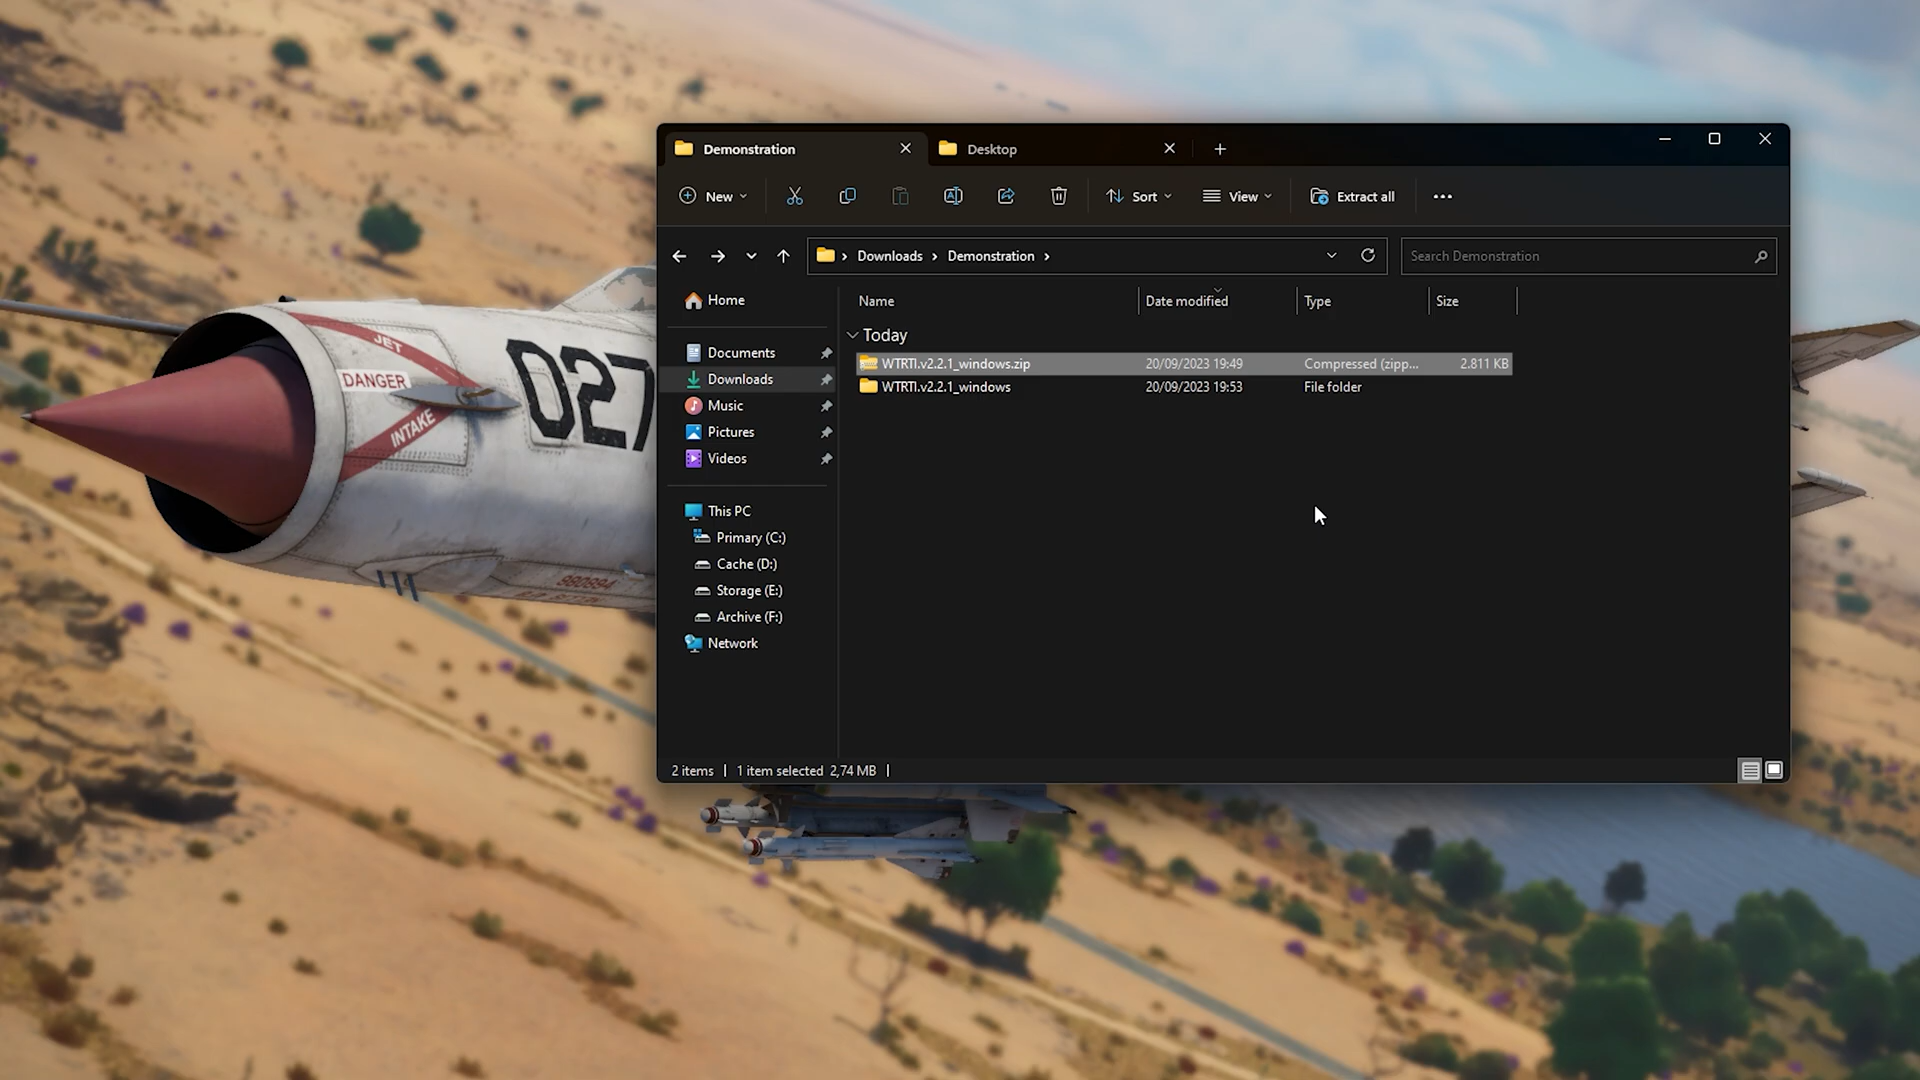 Demonstration
Desktop
New
Sort
View
Extract all
Downloads
Demonstration
Search Demonstration
Home
Documents
Downloads
Music
Pictures
Videos
This PC
Primary (C:)
Cache (D:)
Storage (E:)
Archive (F:)
Network
Name Date modified Type Size
Today
WTRTI.v2.2.1_windows.zip 20/09/2023 19:49 Compressed (zipp... 2.811 KB
WTRTI.v2.2.1_windows 20/09/2023 19:53 File folder
2 items 1 item selected 2,74 MB
JET
DANGER
INTAKE
027
980894